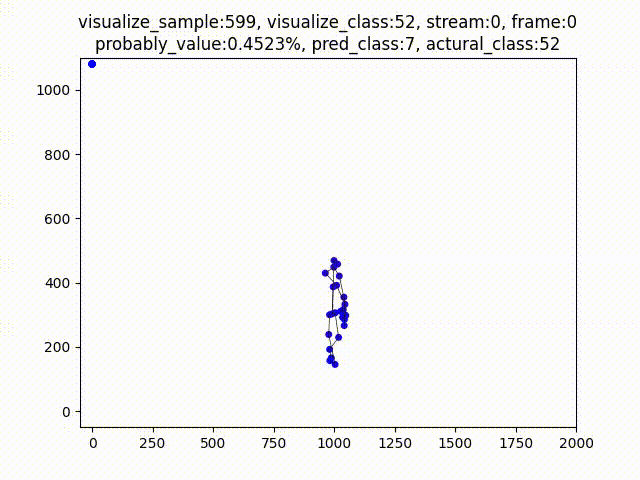 visualize_sample:599, visualize_class:52, stream:0, frame:0
probably_value:0.4523%, pred_class:7, actural_class:52
1000
800
600
400
200
0
0 250 500 750 1000 1250 1500 1750 2000